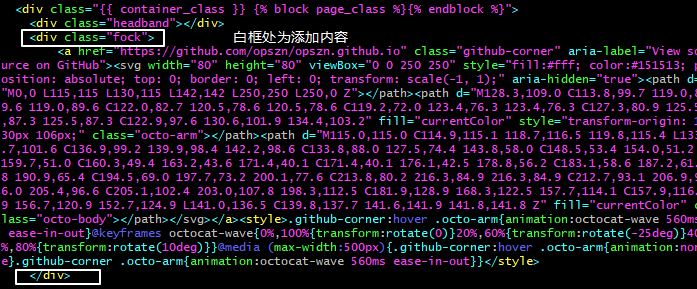 <div class="{{ container_class }} {% block page_class %}{% endblock %}">
<div class="headband"></div>
<div class="fock"> 白框处为添加内容
<a href="https://github.com/opszn/opszn.github.io" class="github-corner" aria-label="View so
urce on GitHub"><svg width="80" height="80" viewBox="0 0 250 250" style="fill:#fff; color:#151513; p
osition: absolute; top: 0; border: 0; left: 0; transform: scale(-1, 1);" aria-hidden="true"><path d=
"M0,0 L115,115 L130,115 L142,142 L250,250 L250,0 Z"></path><path d="M128.3,109.0 C113.8,99.7 119.0,8
9.6 119.0,89.6 C122.0,82.7 120.5,78.6 120.5,78.6 C119.2,72.0 123.4,76.3 123.4,76.3 C127.3,80.9 125.5
,87.3 125.5,87.3 C122.9,97.6 130.6,101.9 134.4,103.2" fill="currentColor" style="transform-origin: 1
30px 106px;" class="octo-arm"></path><path d="M115.0,115.0 C114.9,115.1 118.7,116.5 119.8,115.4 L133
.7,101.6 C136.9,99.2 139.9,98.4 142.2,98.6 C133.8,88.0 127.5,74.4 143.8,58.0 C148.5,53.4 154.0,51.2
159.7,51.0 C160.3,49.4 163.2,43.6 171.4,40.1 C171.4,40.1 176.1,42.5 178.8,56.2 C183.1,58.6 187.2,61.
8 190.9,65.4 C194.5,69.0 197.7,73.2 200.1,77.6 C213.8,80.2 216.3,84.9 216.3,84.9 C212.7,93.1 206.9,9
6.0 205.4,96.6 C205.1,102.4 203.0,107.8 198.3,112.5 C181.9,128.9 168.3,122.5 157.7,114.1 C157.9,116.
9 156.7,120.9 152.7,124.9 L141.0,136.5 C139.8,137.7 141.6,141.9 141.8,141.8 Z" fill="currentColor" c
lass="octo-body"></path></svg></a><style>.github-corner:hover .octo-arm{animation:octocat-wave 560ms
ease-in-out}@keyframes octocat-wave{0%,100%{transform:rotate(0)}20%,60%{transform:rotate(-25deg)}40
%,80%{transform:rotate(10deg)}}@media (max-width:500px){.github-corner:hover .octo-arm{animation:non
e}.github-corner .octo-arm{animation:octocat-wave 560ms ease-in-out}}</style>
</div>